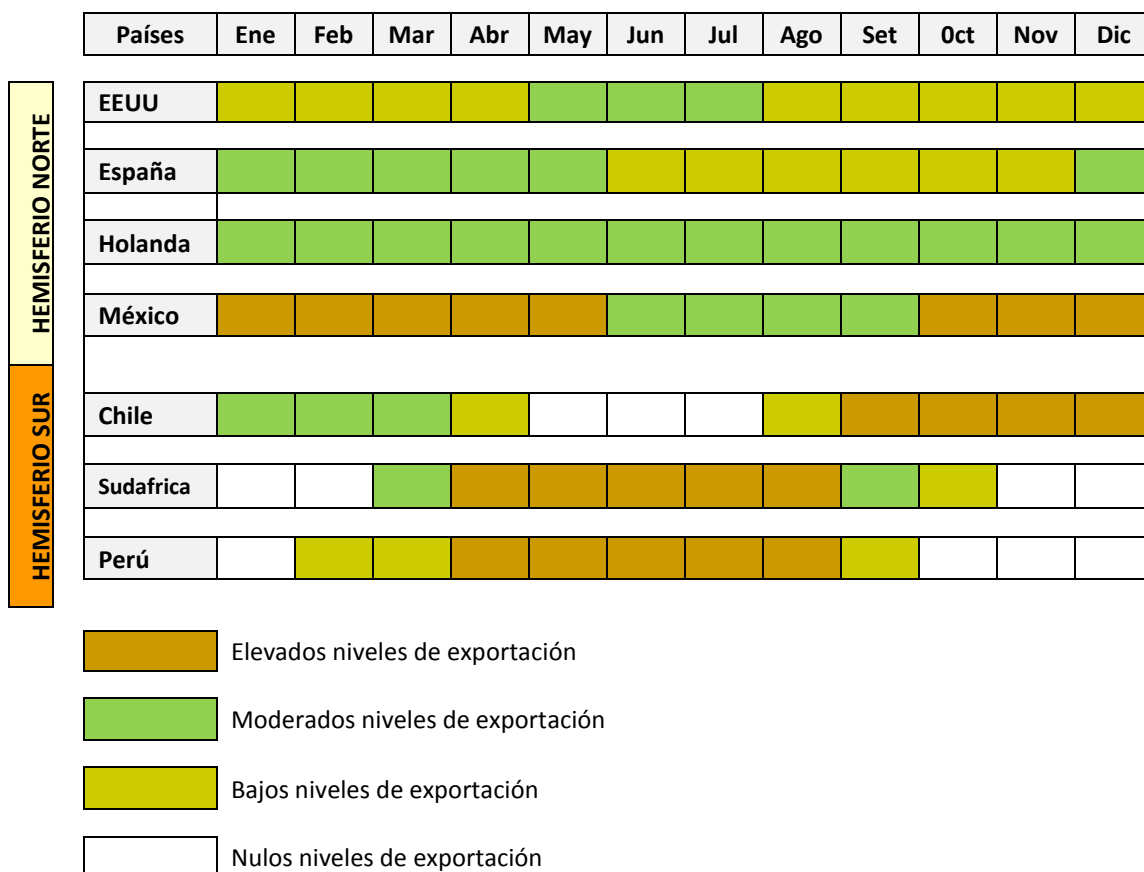 Países Ene Feb Mar Abr May Jun Jul Ago Set 0ct Nov Dic
HEMISFERIO NORTE
EEUU
España
Holanda
México
HEMISFERIO SUR
Chile
Sudafrica
Perú
Elevados niveles de exportación
Moderados niveles de exportación
Bajos niveles de exportación
Nulos niveles de exportación